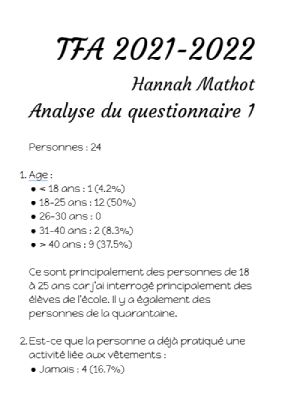 TFA 2021-2022
Hannah Mathot
Analyse du questionnaire 1
Personnes : 24
1. Age :
• < 18 ans : 1 (4.2%)
• 18-25 ans : 12 (50%)
• 26-30 ans : 0
• 31-40 ans : 2 (8.3%)
• > 40 ans : 9 (37.5%)
Ce sont principalement des personnes de 18
à 25 ans car j'ai interrogé principalement des
élèves de l'école. Il y a également des
personnes de la quarantaine.
2. Est-ce que la personne a déjà pratiqué une
activité liée aux vêtements :
• Jamais : 4 (16.7%)